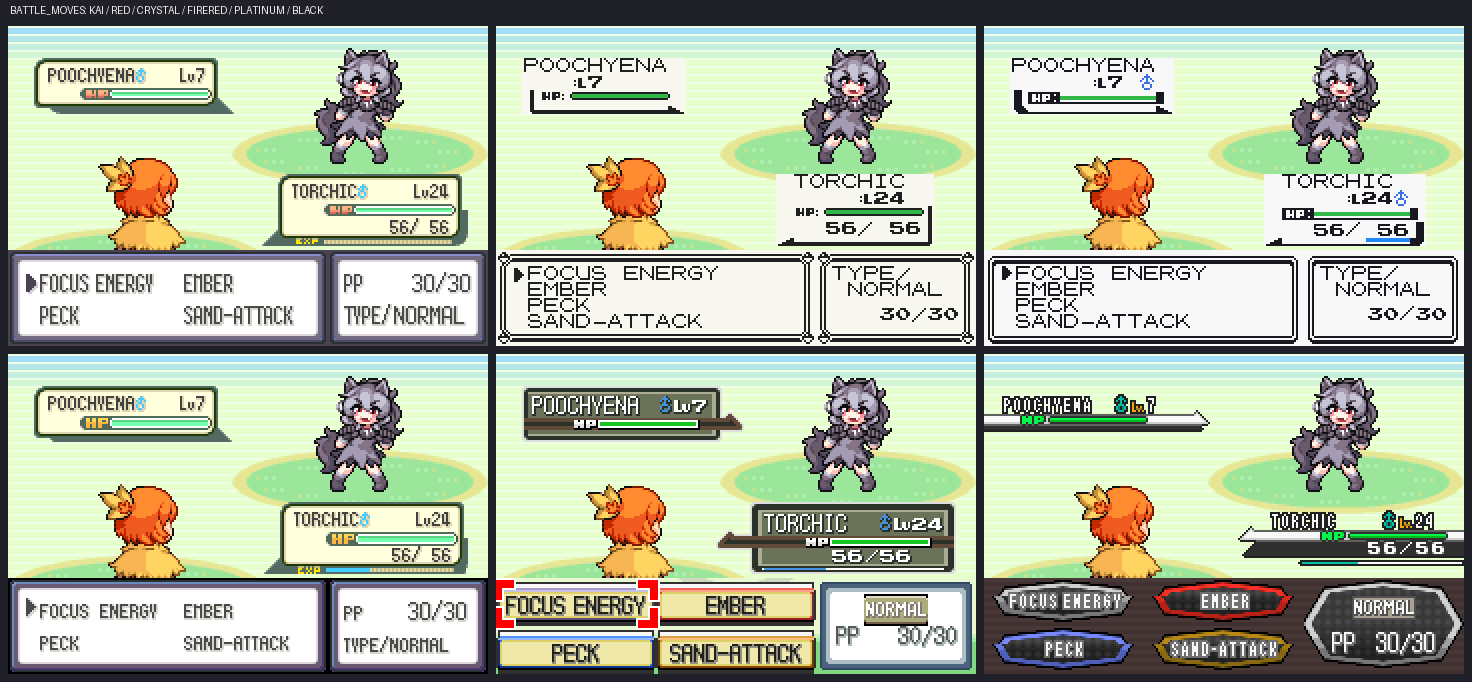 BATTLE_MOVES: KAI / RED / CRYSTAL / FIRERED / PLATINUM / BLACK
POOCHYENA♂ Lv7
HP
TORCHIC♂ Lv24
HP
56/ 56
EXP
FOCUS ENERGY EMBER
PECK SAND-ATTACK
PP 30/30
TYPE/NORMAL
POOCHYENA
:L7
HP:
TORCHIC
:L24
HP:
56/ 56
FOCUS ENERGY
EMBER
PECK
SAND-ATTACK
TYPE/
NORMAL
30/30
POOCHYENA
:L7 ♂
HP
TORCHIC
:L24♂
HP
56/ 56
FOCUS ENERGY
EMBER
PECK
SAND-ATTACK
TYPE/
NORMAL
30/30
POOCHYENA♂ Lv7
HP
TORCHIC♂ Lv24
HP
56/ 56
EXP
FOCUS ENERGY EMBER
PECK SAND-ATTACK
PP 30/30
TYPE/NORMAL
POOCHYENA ♂Lv7
HP
TORCHIC ♂Lv24
HP
56/56
FOCUS ENERGY EMBER
PECK SAND-ATTACK
NORMAL
PP 30/30
POOCHYENA ♂Lv7
HP
TORCHIC ♂Lv24
HP
56/56
FOCUS ENERGY EMBER
PECK SAND-ATTACK
NORMAL
PP 30/30